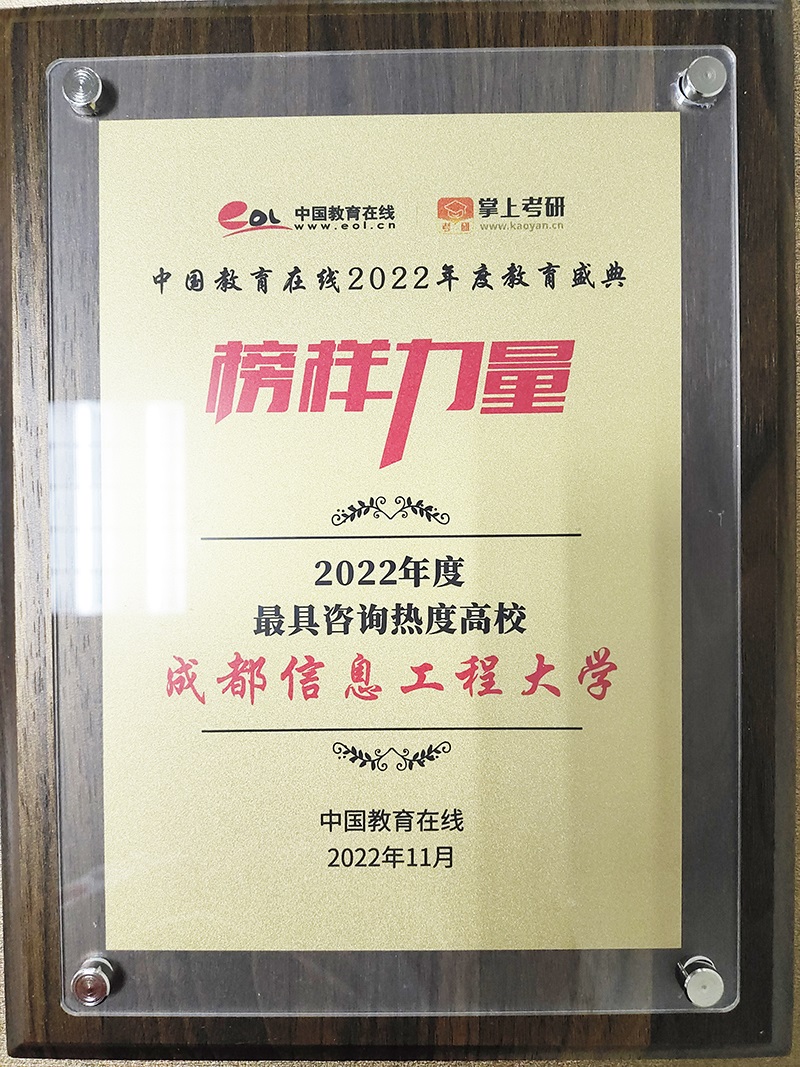 eol 中国教育在线
www.eol.cn
掌上考研
考研 www.kaoyan.cn
中国教育在线2022年度教育盛典
榜样力量
2022年度
最具咨询热度高校
成都信息工程大学
中国教育在线
2022年11月